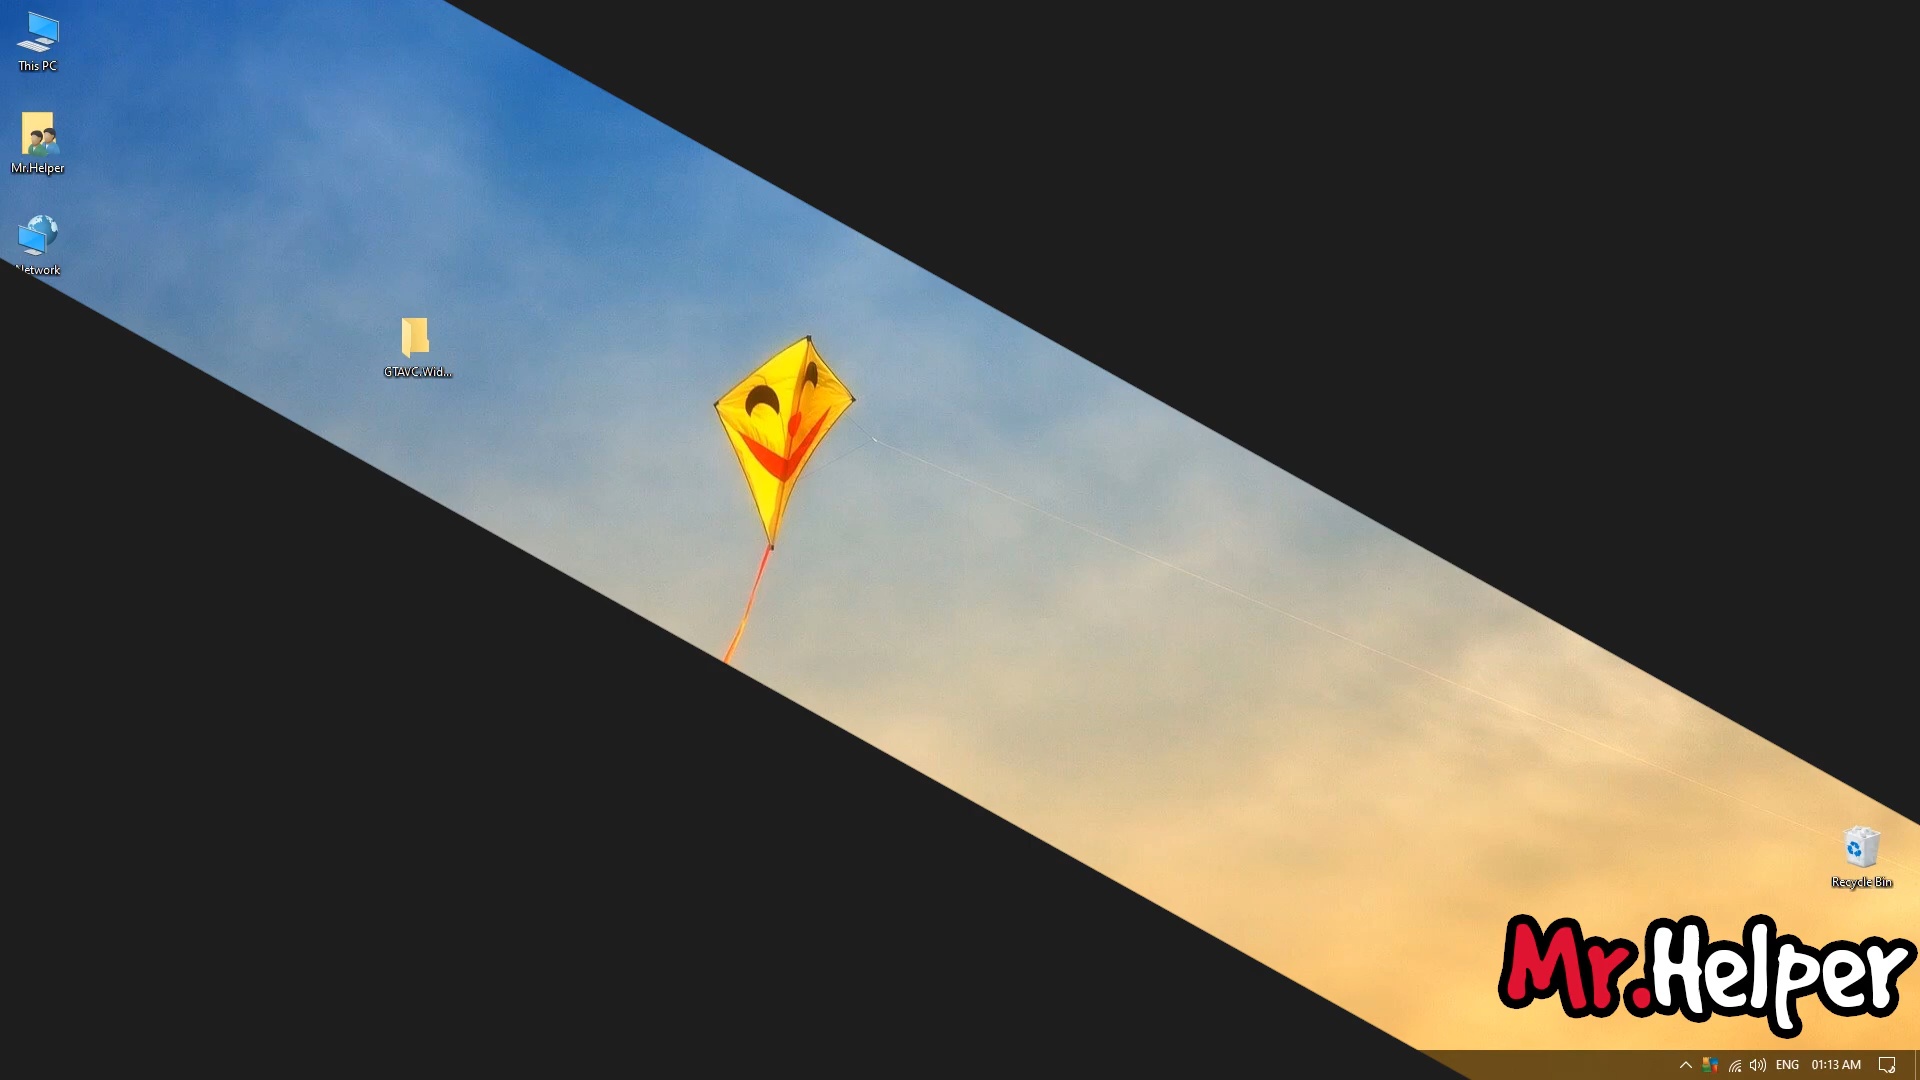 This PC
Mr.Helper
Network
GTAVC.Wid...
Recycle Bin
Mr.Helper
ENG 01:13 AM